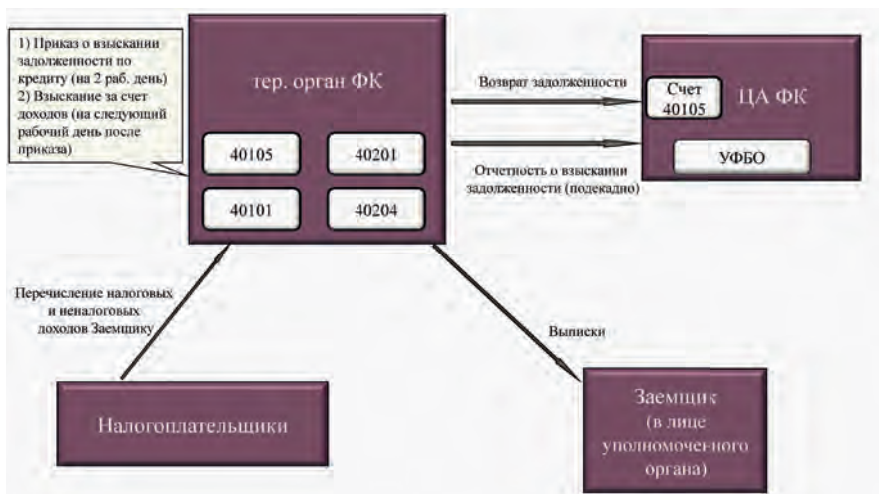 1) Приказ о взыскании
задолженности по
кредиту (на 2 раб. день)
2) Взыскание за счет
доходов (на следующий
рабочий день после
приказа)
тер. орган ФК
40105
40201
40101
40204
Возврат задолженности
Отчетность о взыскании
задолженности (подекадно)
Счет
40105
ЦА ФК
УФБО
Перечисление налоговых
и неналоговых
доходов Заемщику
Выписки
Налогоплательщики
Заемщик
(в лице
уполномоченного
органа)